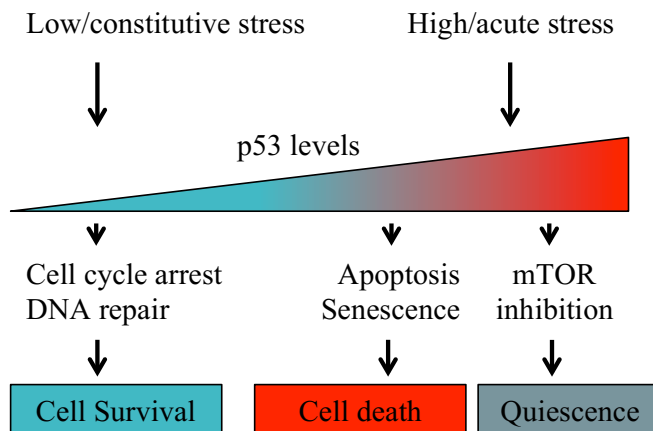 Low/constitutive stress
High/acute stress
p53 levels
Cell cycle arrest
DNA repair
Apoptosis
Senescence
mTOR
inhibition
Cell Survival
Cell death
Quiescence